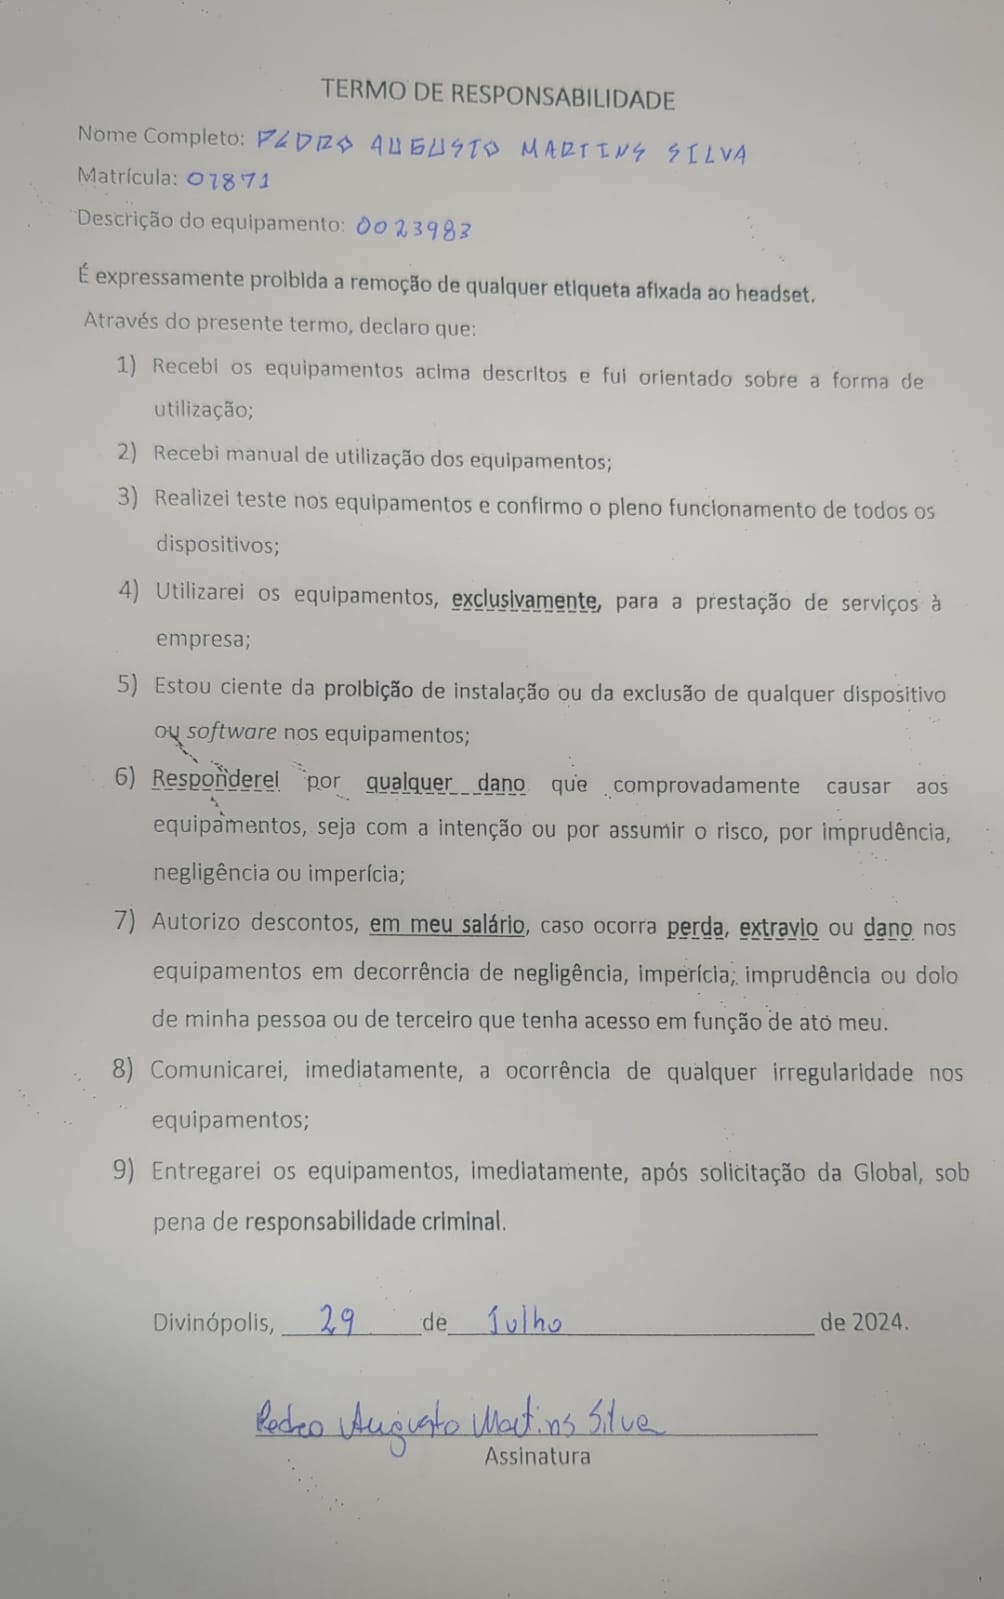 TERMO DE RESPONSABILIDADE
Nome Completo: PEDRO AUGUSTO MARTINS SILVA
Matrícula: 07871
Descrição do equipamento: 0023983
É expressamente proibida a remoção de qualquer etiqueta afixada ao headset.
Através do presente termo, declaro que:
1) Recebi os equipamentos acima descritos e fui orientado sobre a forma de
utilização;
2) Recebi manual de utilização dos equipamentos;
3) Realizei teste nos equipamentos e confirmo o pleno funcionamento de todos os
dispositivos;
4) Utilizarei os equipamentos, exclusivamente, para a prestação de serviços à
empresa;
5) Estou ciente da proibição de instalação ou da exclusão de qualquer dispositivo
ou software nos equipamentos;
6) Responderei por qualquer dano que comprovadamente causar aos
equipamentos, seja com a intenção ou por assumir o risco, por imprudência,
negligência ou imperícia;
7) Autorizo descontos, em meu salário, caso ocorra perda, extravio ou dano nos
equipamentos em decorrência de negligência, imperícia, imprudência ou dolo
de minha pessoa ou de terceiro que tenha acesso em função de ato meu.
8) Comunicarei, imediatamente, a ocorrência de qualquer irregularidade nos
equipamentos;
9) Entregarei os equipamentos, imediatamente, após solicitação da Global, sob
pena de responsabilidade criminal.
Divinópolis, 29 de Julho de 2024.
Pedro Augusto Martins Silva
Assinatura